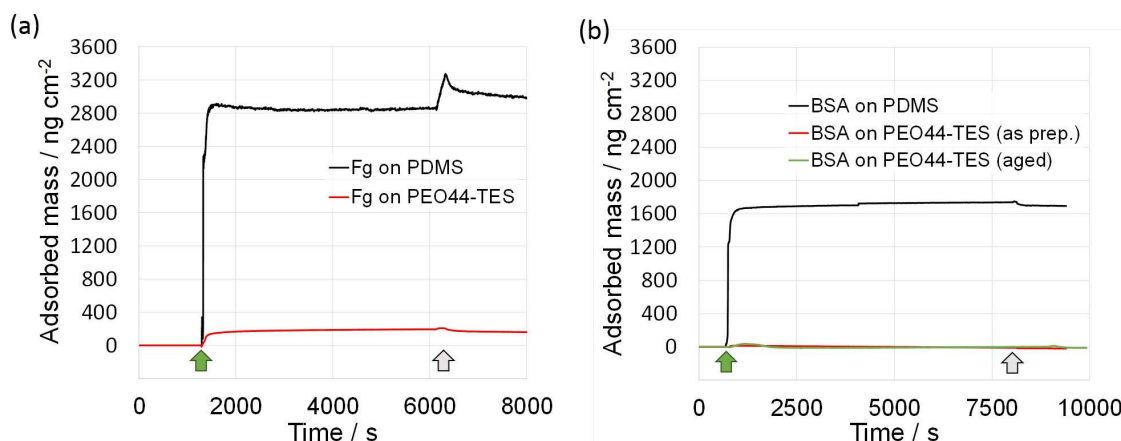 (a)
Adsorbed mass / ng cm⁻²
3600
3200
2800
2400
2000
1600
1200
800
400
0
Fg on PDMS
Fg on PEO44-TES
0 2000 4000 6000 8000
Time / s
(b)
Adsorbed mass / ng cm⁻²
3600
3200
2800
2400
2000
1600
1200
800
400
0
BSA on PDMS
BSA on PEO44-TES (as prep.)
BSA on PEO44-TES (aged)
0 2500 5000 7500 10000
Time / s